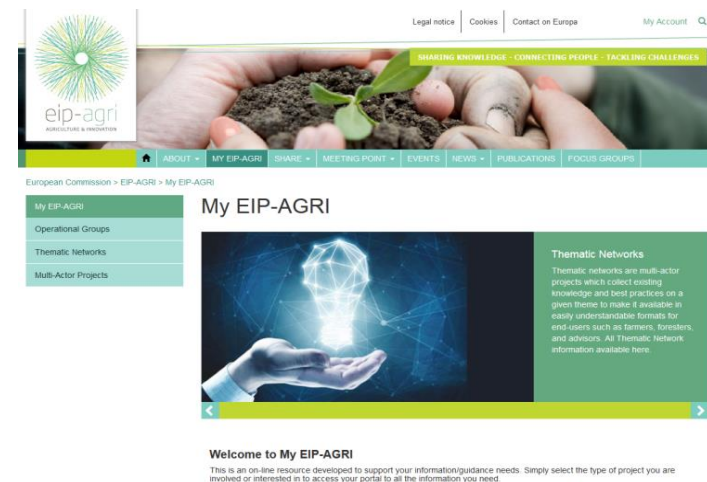 Legal notice
Cookies
Contact on Europa
My Account
SHARING KNOWLEDGE - CONNECTING PEOPLE - TACKLING CHALLENGES
eip-agri
AGRICULTURE & INNOVATION
ABOUT
MY EIP-AGRI
SHARE
MEETING POINT
EVENTS
NEWS
PUBLICATIONS
FOCUS GROUPS
European Commission > EIP-AGRI > My EIP-AGRI
My EIP-AGRI
Operational Groups
Thematic Networks
Multi-Actor Projects
My EIP-AGRI
Thematic Networks
Thematic networks are multi-actor
projects which collect existing
knowledge and best practices on a
given theme to make it available in
easily understandable formats for
end-users such as farmers, foresters,
and advisors. All Thematic Network
information available here.
Welcome to My EIP-AGRI
This is an on-line resource developed to support your information/guidance needs. Simply select the type of project you are
involved or interested in to access your portal to all the information you need.